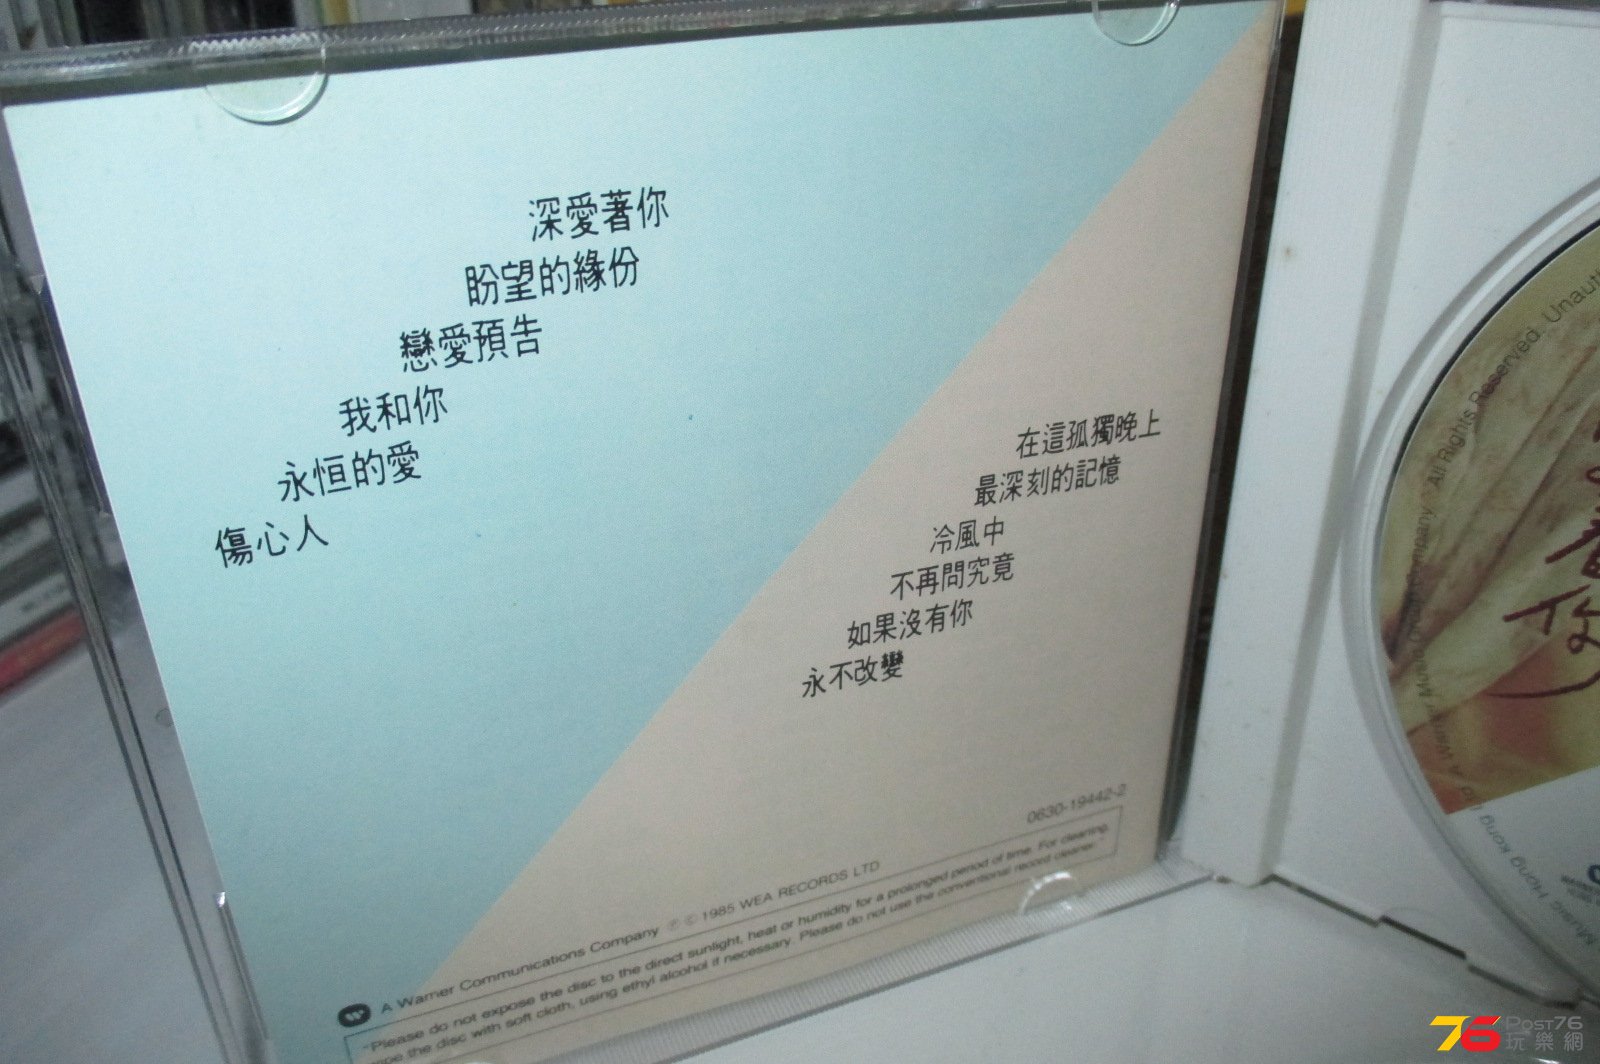 深愛著你
盼望的緣份
戀愛預告
我和你
永恒的愛
傷心人
在這孤獨晚上
最深刻的記憶
冷風中
不再問究竟
如果沒有你
永不改變
0630-19442-2
A Warner Communications Company ℗ © 1985 WEA RECORDS LTD
"Please do not expose the disc to the direct sunlight, heat or humidity for a prolonged period of time. For cleaning,
wipe the disc with soft cloth, using ethyl alcohol if necessary. Please do not use the conventional record cleaner."
All Rights Reserved. Unauth
著
你
Hong Kong
POST76
玩樂網
76